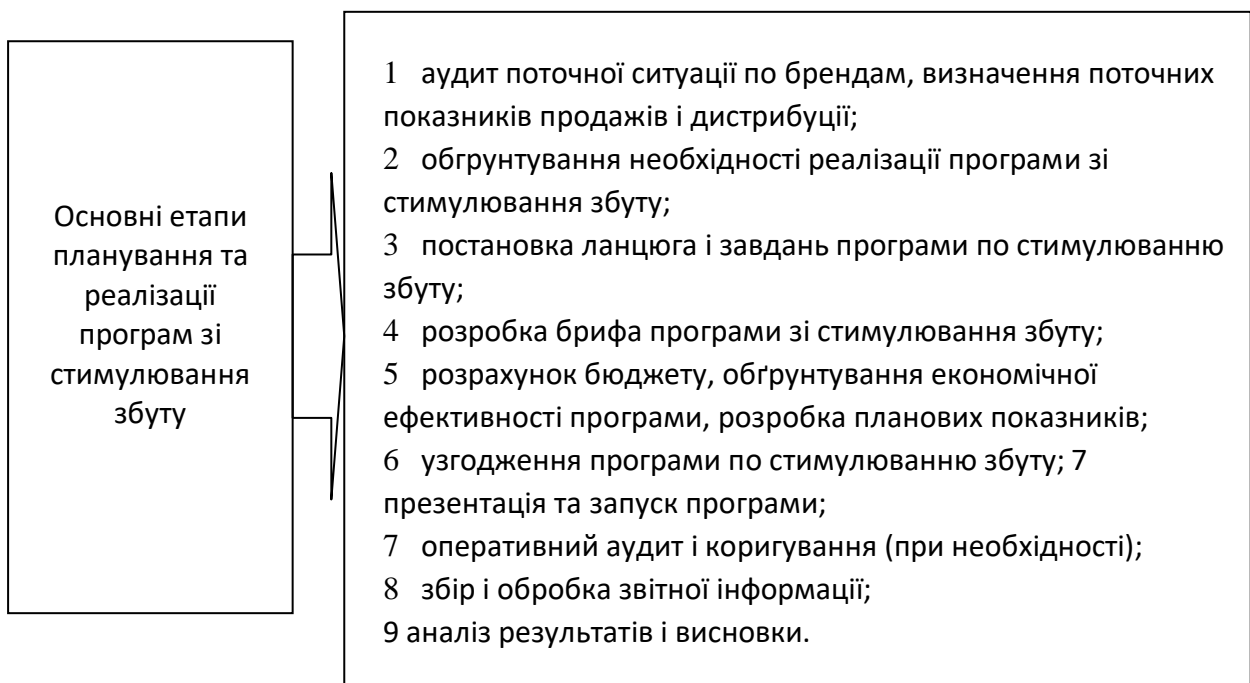 Основні етапи
планування та
реалізації
програм зі
стимулювання
збуту
1 аудит поточної ситуації по брендам, визначення поточних
показників продажів і дистрибуції;
2 обгрунтування необхідності реалізації програми зі
стимулювання збуту;
3 постановка ланцюга і завдань програми по стимулюванню
збуту;
4 розробка брифа програми зі стимулювання збуту;
5 розрахунок бюджету, обґрунтування економічної
ефективності програми, розробка планових показників;
6 узгодження програми по стимулюванню збуту; 7
презентація та запуск програми;
7 оперативний аудит і коригування (при необхідності);
8 збір і обробка звітної інформації;
9 аналіз результатів і висновки.